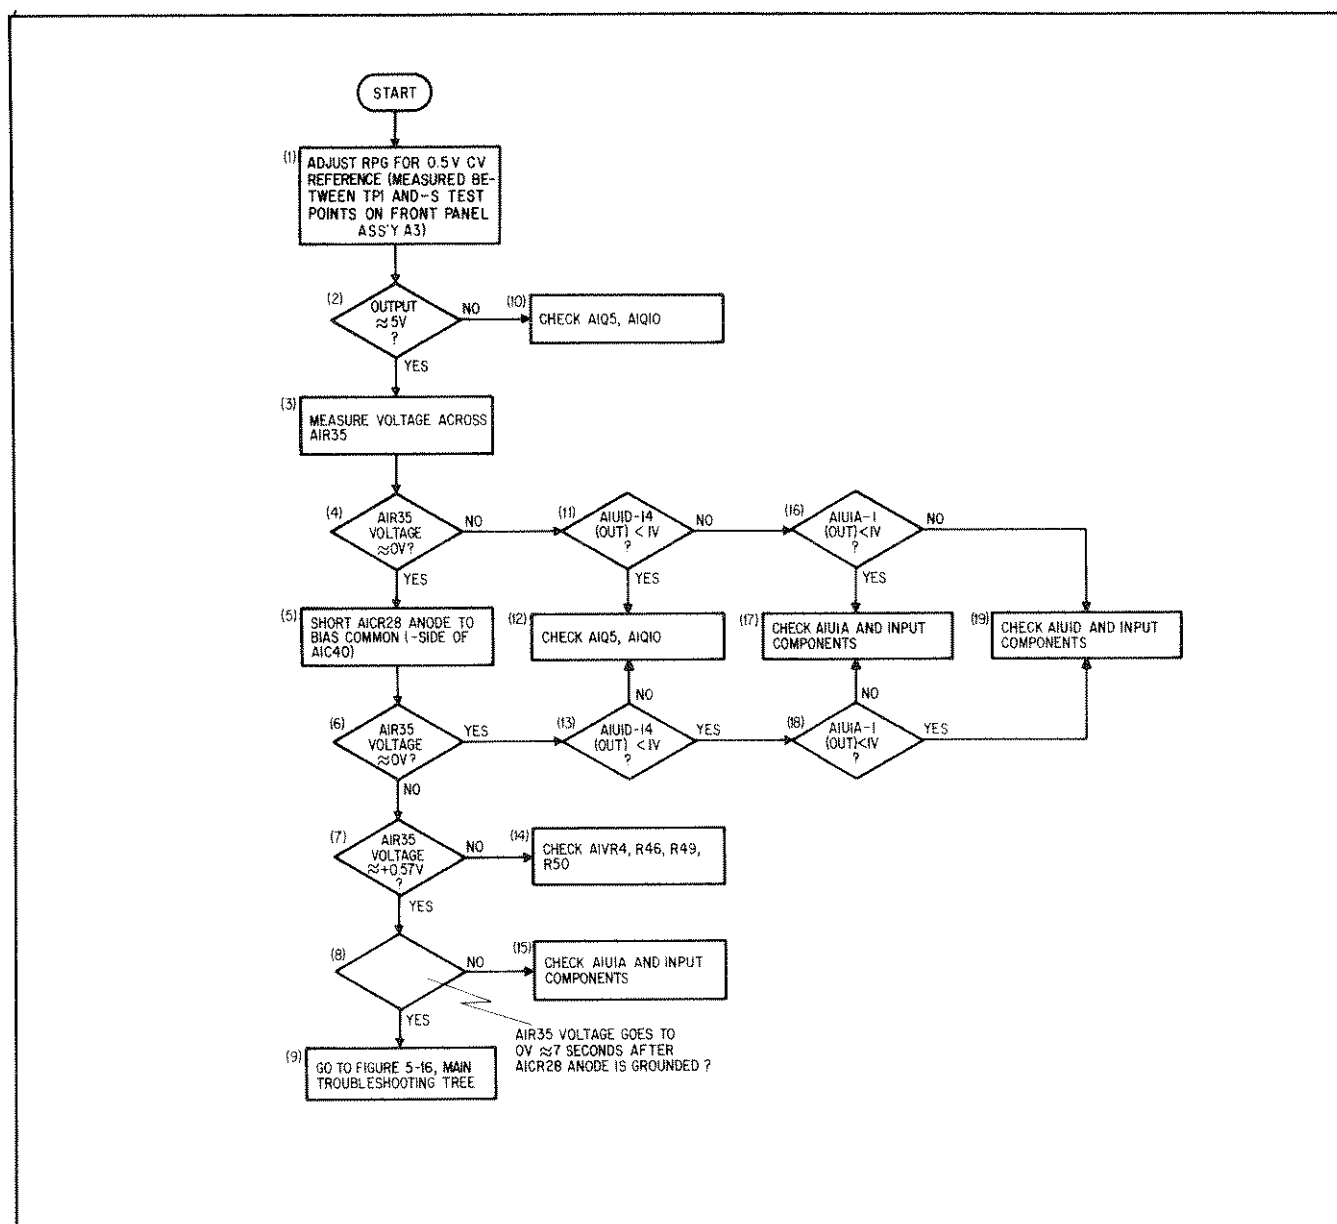 START
(1)
ADJUST RPG FOR 0.5V CV
REFERENCE (MEASURED BE-
TWEEN TP1 AND -S TEST
POINTS ON FRONT PANEL
ASS'Y A3)
(2)
OUTPUT
≈5V
?
NO
YES
(10)
CHECK A1Q5, A1Q10
(3)
MEASURE VOLTAGE ACROSS
A1R35
(4)
A1R35
VOLTAGE
≈0V?
NO
YES
(11)
A1U1D-14
(OUT) < 1V
?
NO
YES
(16)
A1U1A-1
(OUT)<1V
?
NO
YES
(5)
SHORT A1CR28 ANODE TO
BIAS COMMON (-SIDE OF
A1C40)
(12)
CHECK A1Q5, A1Q10
(17)
CHECK A1U1A AND INPUT
COMPONENTS
(19)
CHECK A1U1D AND INPUT
COMPONENTS
(6)
A1R35
VOLTAGE
≈0V?
YES
NO
(13)
A1U1D-14
(OUT) <1V
?
NO
YES
(18)
A1U1A-1
(OUT)<1V
?
NO
YES
(7)
A1R35
VOLTAGE
≈+0.57V
?
NO
YES
(14)
CHECK A1VR4, R46, R49,
R50
(8)
NO
YES
(15)
CHECK A1U1A AND INPUT
COMPONENTS
A1R35 VOLTAGE GOES TO
0V ≈7 SECONDS AFTER
A1CR28 ANODE IS GROUNDED ?
(9)
GO TO FIGURE 5-16, MAIN
TROUBLESHOOTING TREE